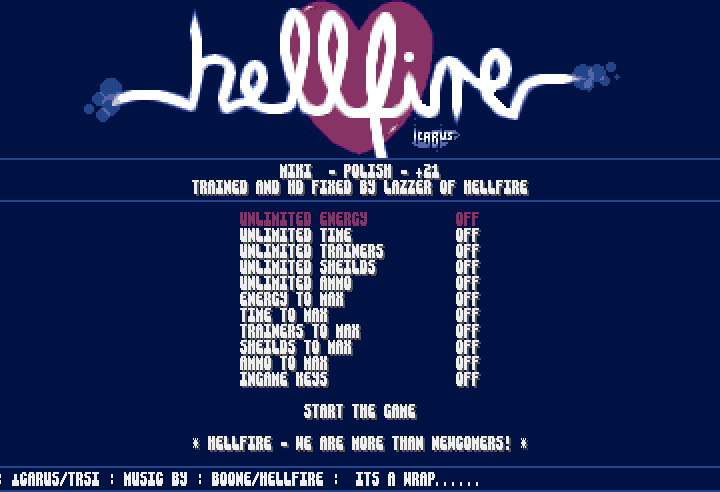 hellfire
ICARUS
MIKI - POLISH - +21
TRAINED AND HD FIXED BY LAZZER OF HELLFIRE
UNLIMITED ENERGY OFF
UNLIMITED TIME OFF
UNLIMITED TRAINERS OFF
UNLIMITED SHEILDS OFF
UNLIMITED AMMO OFF
ENERGY TO MAX OFF
TIME TO MAX OFF
TRAINERS TO MAX OFF
SHEILDS TO MAX OFF
AMMO TO MAX OFF
INGAME KEYS OFF
START THE GAME
* HELLFIRE - WE ARE MORE THAN NEWCOMERS! *
: ICARUS/TRSI : MUSIC BY : BOONE/HELLFIRE : ITS A WRAP......